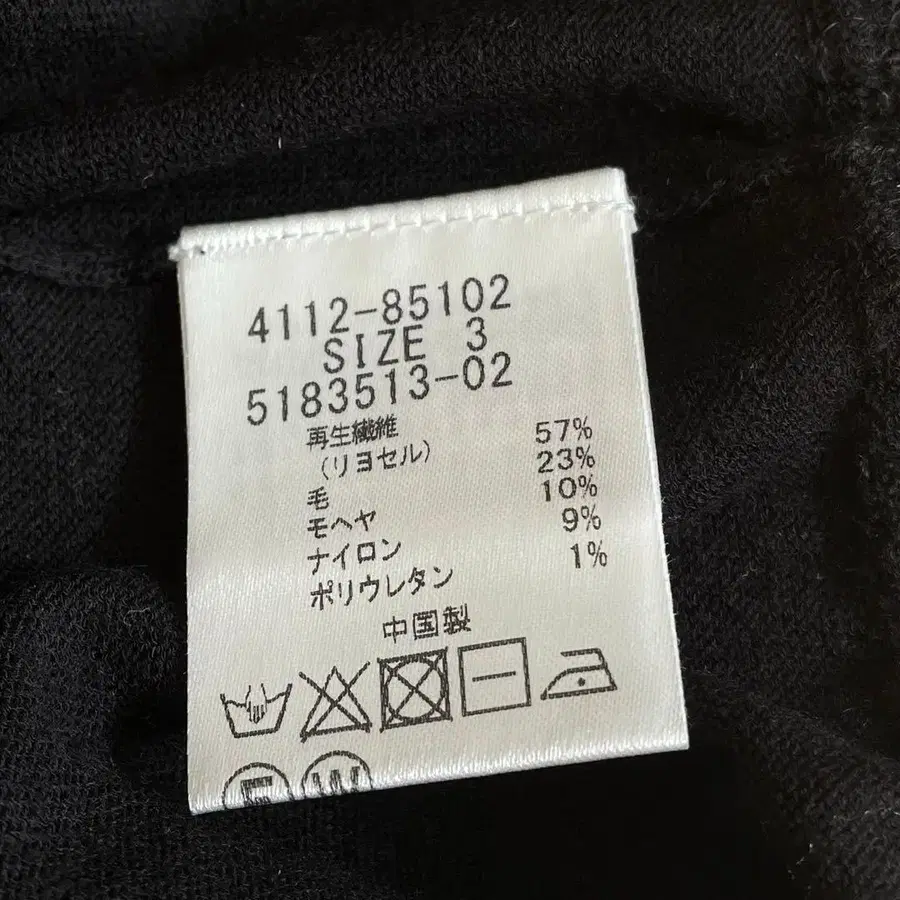 4112-85102
SIZE 3
5183513-02
再生繊維
(リヨセル) 57%
毛 23%
モヘヤ 10%
ナイロン 9%
ポリウレタン 1%
中国製
F W